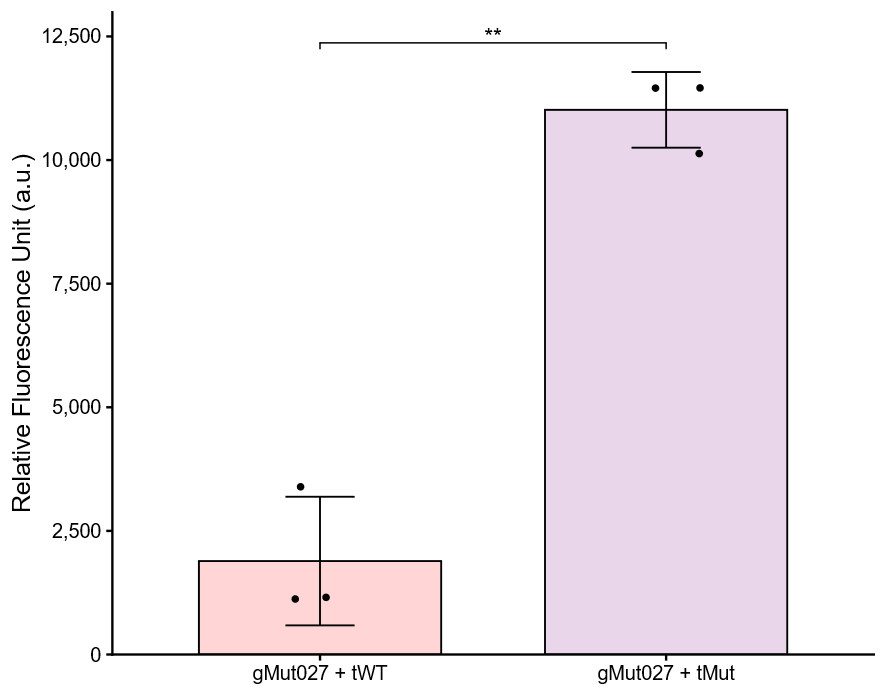 **
Relative Fluorescence Unit (a.u.)
12,500
10,000
7,500
5,000
2,500
0
gMut027 + tWT
gMut027 + tMut